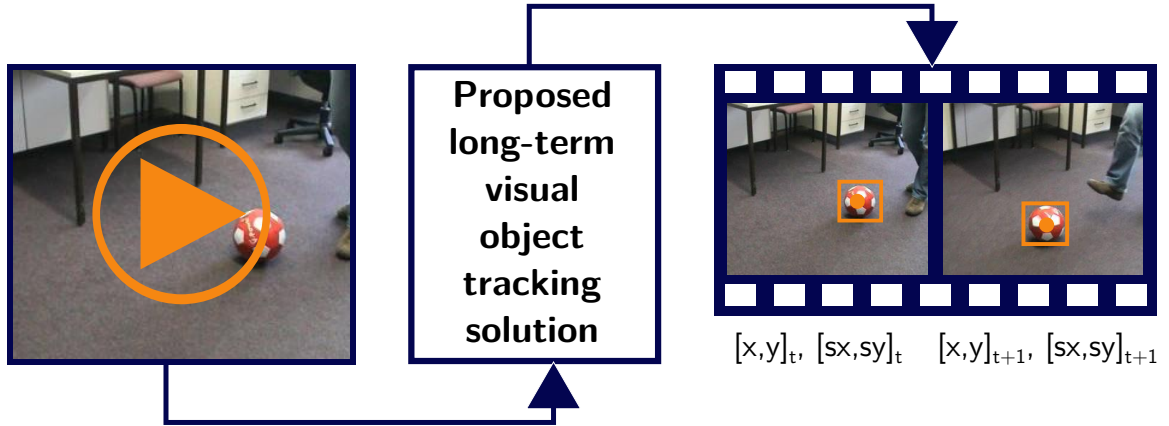 Proposed
long-term
visual
object
tracking
solution
[x,y]t, [sx,sy]t [x,y]t+1, [sx,sy]t+1